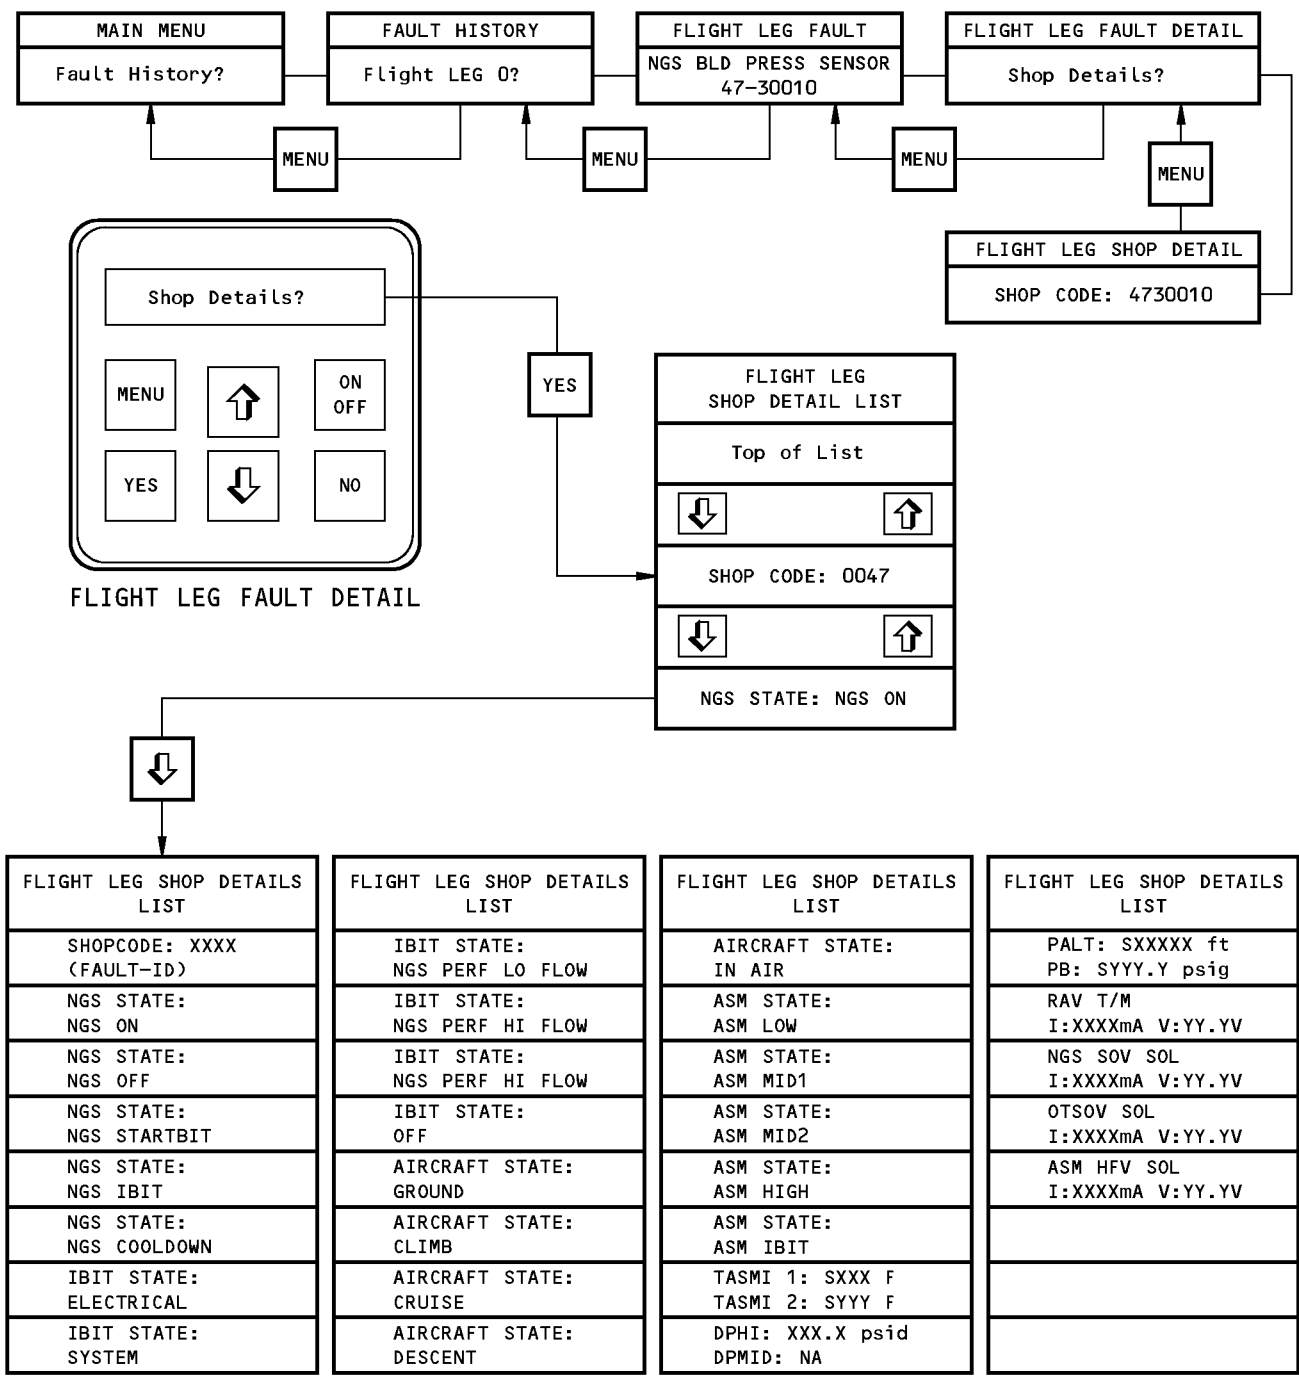 MAIN MENU
Fault History?
FAULT HISTORY
Flight LEG 0?
FLIGHT LEG FAULT
NGS BLD PRESS SENSOR
47-30010
FLIGHT LEG FAULT DETAIL
Shop Details?
MENU
MENU
MENU
MENU
FLIGHT LEG SHOP DETAIL
SHOP CODE: 4730010
Shop Details?
MENU
ON
OFF
YES
NO
FLIGHT LEG FAULT DETAIL
YES
FLIGHT LEG
SHOP DETAIL LIST
Top of List
SHOP CODE: 0047
NGS STATE: NGS ON
FLIGHT LEG SHOP DETAILS
LIST
SHOPCODE: XXXX
(FAULT-ID)
NGS STATE:
NGS ON
NGS STATE:
NGS OFF
NGS STATE:
NGS STARTBIT
NGS STATE:
NGS IBIT
NGS STATE:
NGS COOLDOWN
IBIT STATE:
ELECTRICAL
IBIT STATE:
SYSTEM
FLIGHT LEG SHOP DETAILS
LIST
IBIT STATE:
NGS PERF LO FLOW
IBIT STATE:
NGS PERF HI FLOW
IBIT STATE:
NGS PERF HI FLOW
IBIT STATE:
OFF
AIRCRAFT STATE:
GROUND
AIRCRAFT STATE:
CLIMB
AIRCRAFT STATE:
CRUISE
AIRCRAFT STATE:
DESCENT
FLIGHT LEG SHOP DETAILS
LIST
AIRCRAFT STATE:
IN AIR
ASM STATE:
ASM LOW
ASM STATE:
ASM MID1
ASM STATE:
ASM MID2
ASM STATE:
ASM HIGH
ASM STATE:
ASM IBIT
TASMI 1: SXXX F
TASMI 2: SYYY F
DPHI: XXX.X psid
DPMID: NA
FLIGHT LEG SHOP DETAILS
LIST
PALT: SXXXXX ft
PB: SYYY.Y psig
RAV T/M
I:XXXXmA V:YY.YV
NGS SOV SOL
I:XXXXmA V:YY.YV
OTSOV SOL
I:XXXXmA V:YY.YV
ASM HFV SOL
I:XXXXmA V:YY.YV